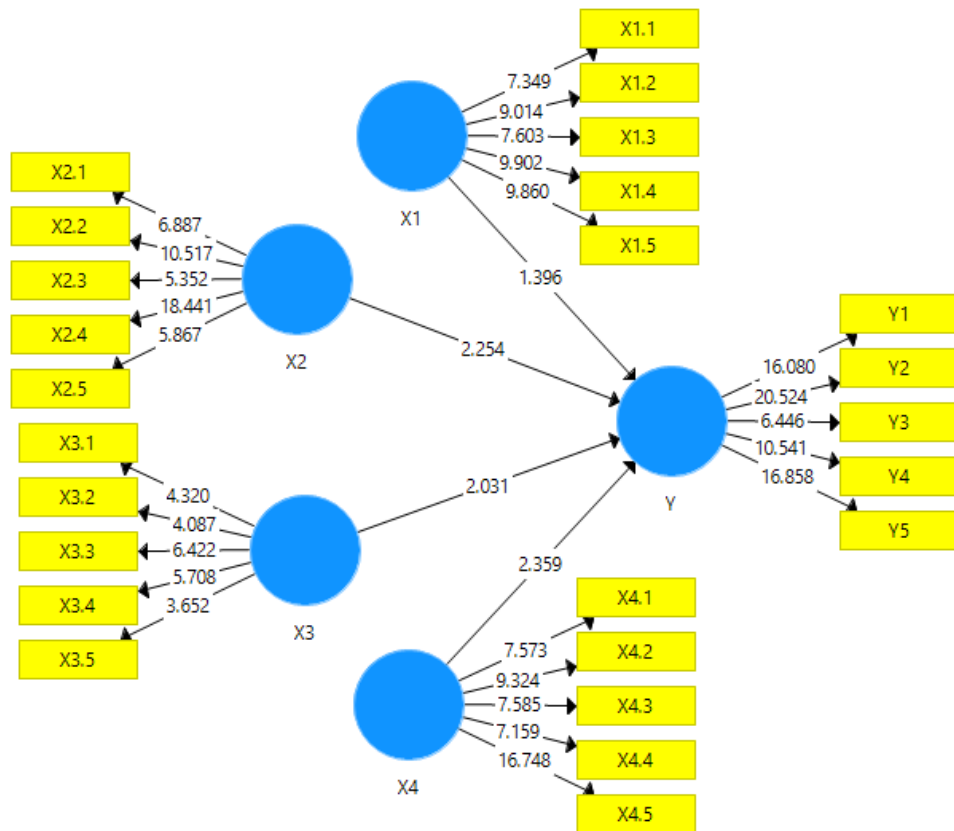 X1.1
7.349
X1.2
9.014
X1.3
7.603
X1.4
9.902
X1.5
9.860
X1
1.396
X2.1
6.887
X2.2
10.517
X2.3
5.352
X2.4
18.441
X2.5
5.867
X2
2.254
Y1
16.080
Y2
20.524
Y3
6.446
Y4
10.541
Y5
16.858
Y
X3.1
4.320
X3.2
4.087
X3.3
6.422
X3.4
5.708
X3.5
3.652
X3
2.031
2.359
X4.1
7.573
X4.2
9.324
X4.3
7.585
X4.4
7.159
X4.5
16.748
X4